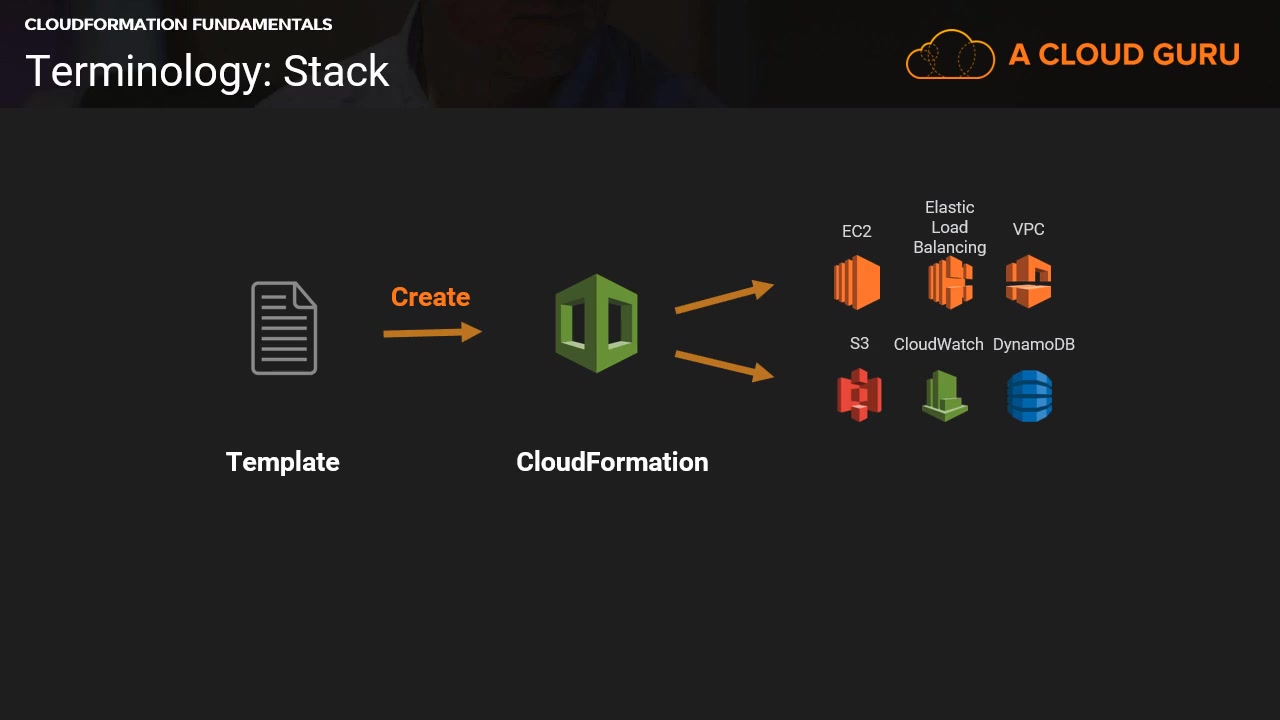 CLOUDFORMATION FUNDAMENTALS
Terminology: Stack
A CLOUD GURU
Elastic
Load
Balancing
EC2
VPC
Create
S3
CloudWatch
DynamoDB
Template
CloudFormation